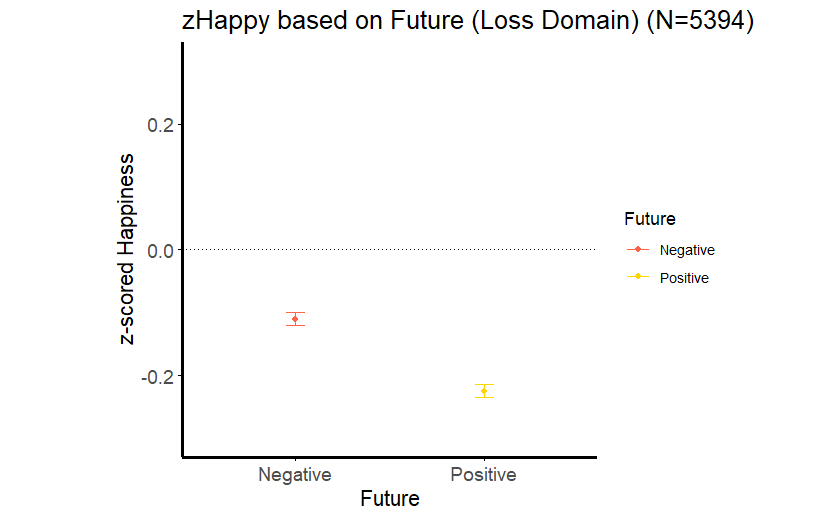 zHappy based on Future (Loss Domain) (N=5394)
z-scored Happiness
0.2
0.0
-0.2
Negative
Positive
Future
Future
Negative
Positive